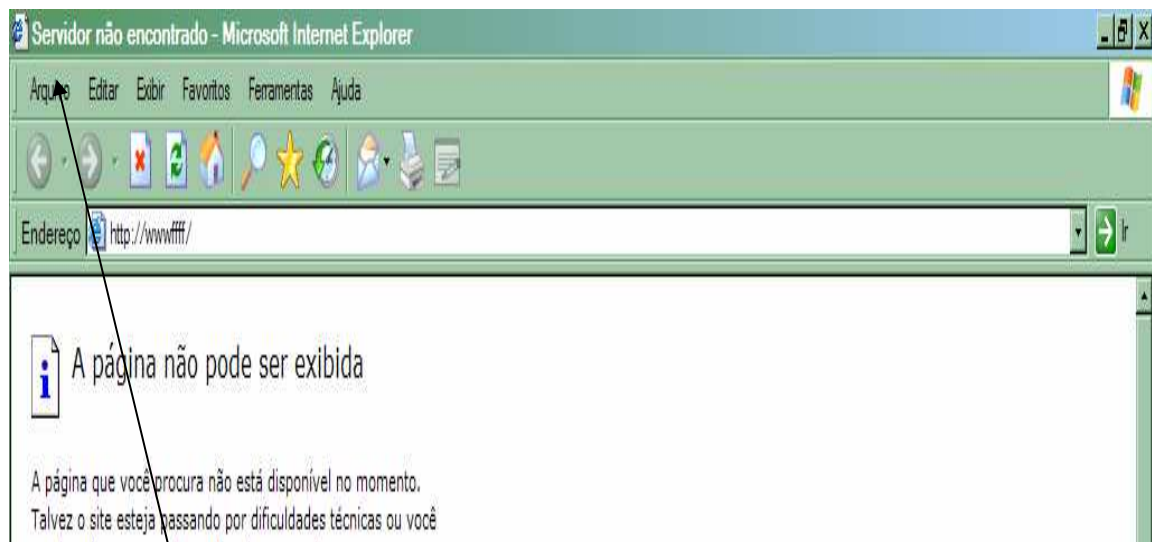 Servidor não encontrado - Microsoft Internet Explorer
Arquivo Editar Exibir Favoritos Ferramentas Ajuda
Endereço http://wwwffff/ Ir
A página não pode ser exibida
A página que você procura não está disponível no momento.
Talvez o site esteja passando por dificuldades técnicas ou você